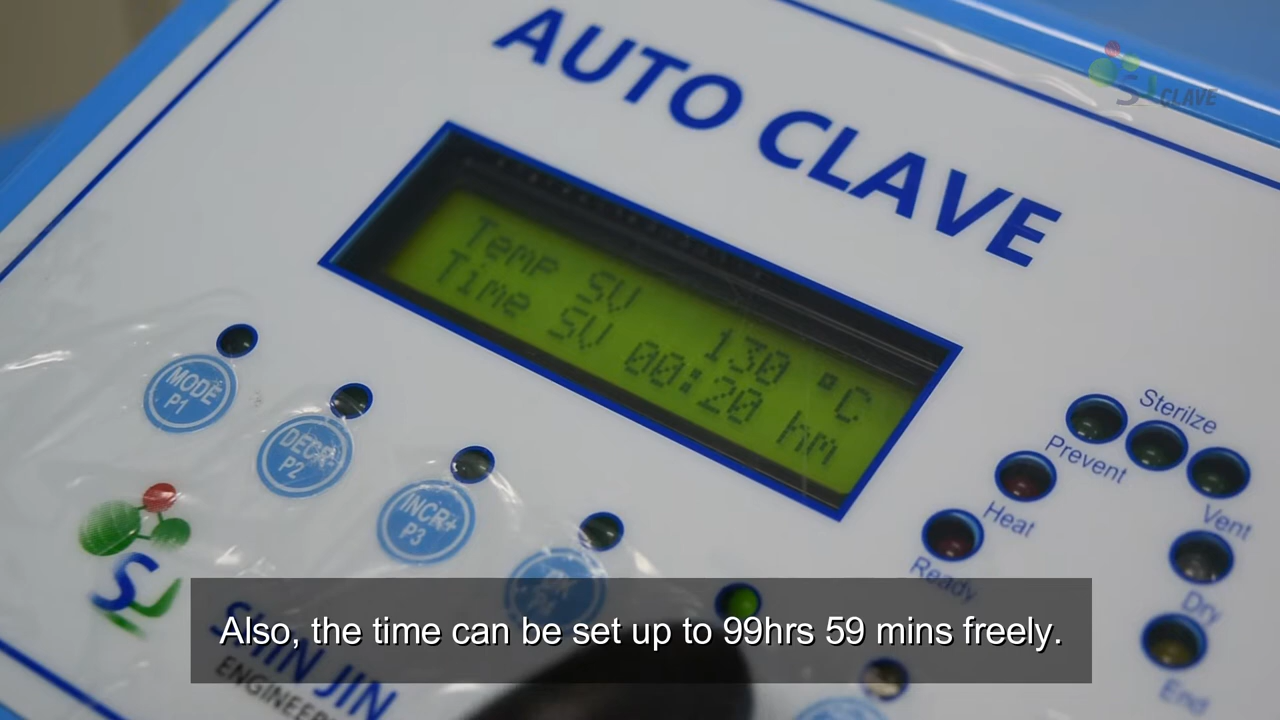 AUTO CLAVE
SJ CLAVE
Temp SV 130 °C
Time SV 00:20 hm
MODE
P1
DECR-
P2
INCR+
P3
Sterilze
Prevent
Heat
Ready
Vent
Dry
End
SJ
SHIN JIN
Also, the time can be set up to 99hrs 59 mins freely.